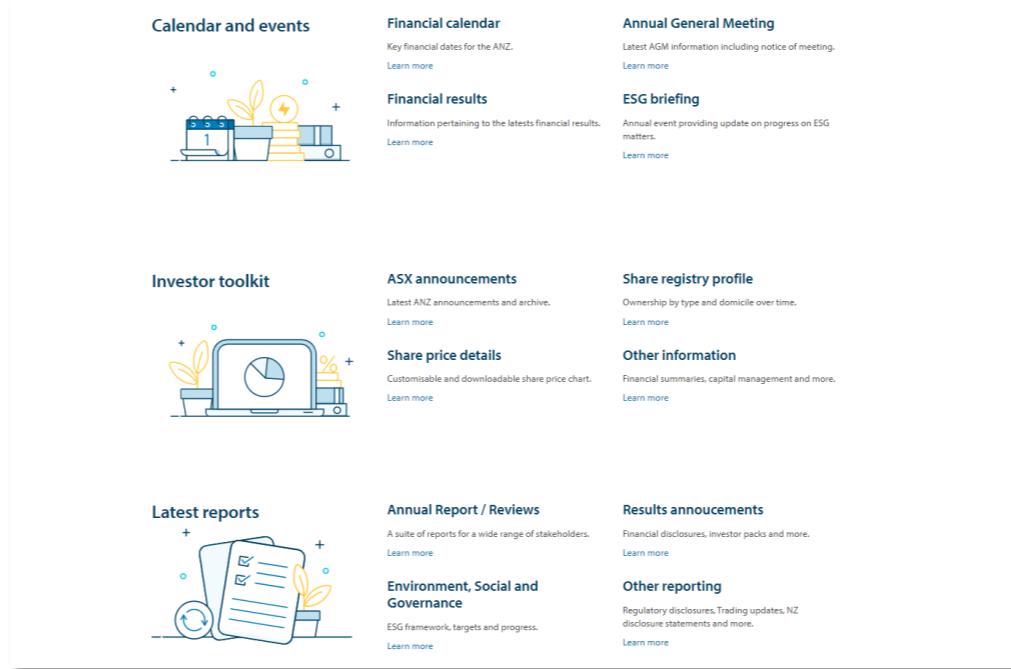 Calendar and events
Financial calendar
Key financial dates for the ANZ.
Learn more
Annual General Meeting
Latest AGM information including notice of meeting.
Learn more
Financial results
Information pertaining to the latests financial results.
Learn more
ESG briefing
Annual event providing update on progress on ESG
matters.
Learn more
1
Investor toolkit
ASX announcements
Latest ANZ announcements and archive.
Learn more
Share registry profile
Ownership by type and domicile over time.
Learn more
Share price details
Customisable and downloadable share price chart.
Learn more
Other information
Financial summaries, capital management and more.
Learn more
%
Latest reports
Annual Report / Reviews
A suite of reports for a wide range of stakeholders.
Learn more
Results annoucements
Financial disclosures, investor packs and more.
Learn more
Environment, Social and
Governance
ESG framework, targets and progress.
Learn more
Other reporting
Regulatory disclosures, Trading updates, NZ
disclosure statements and more.
Learn more